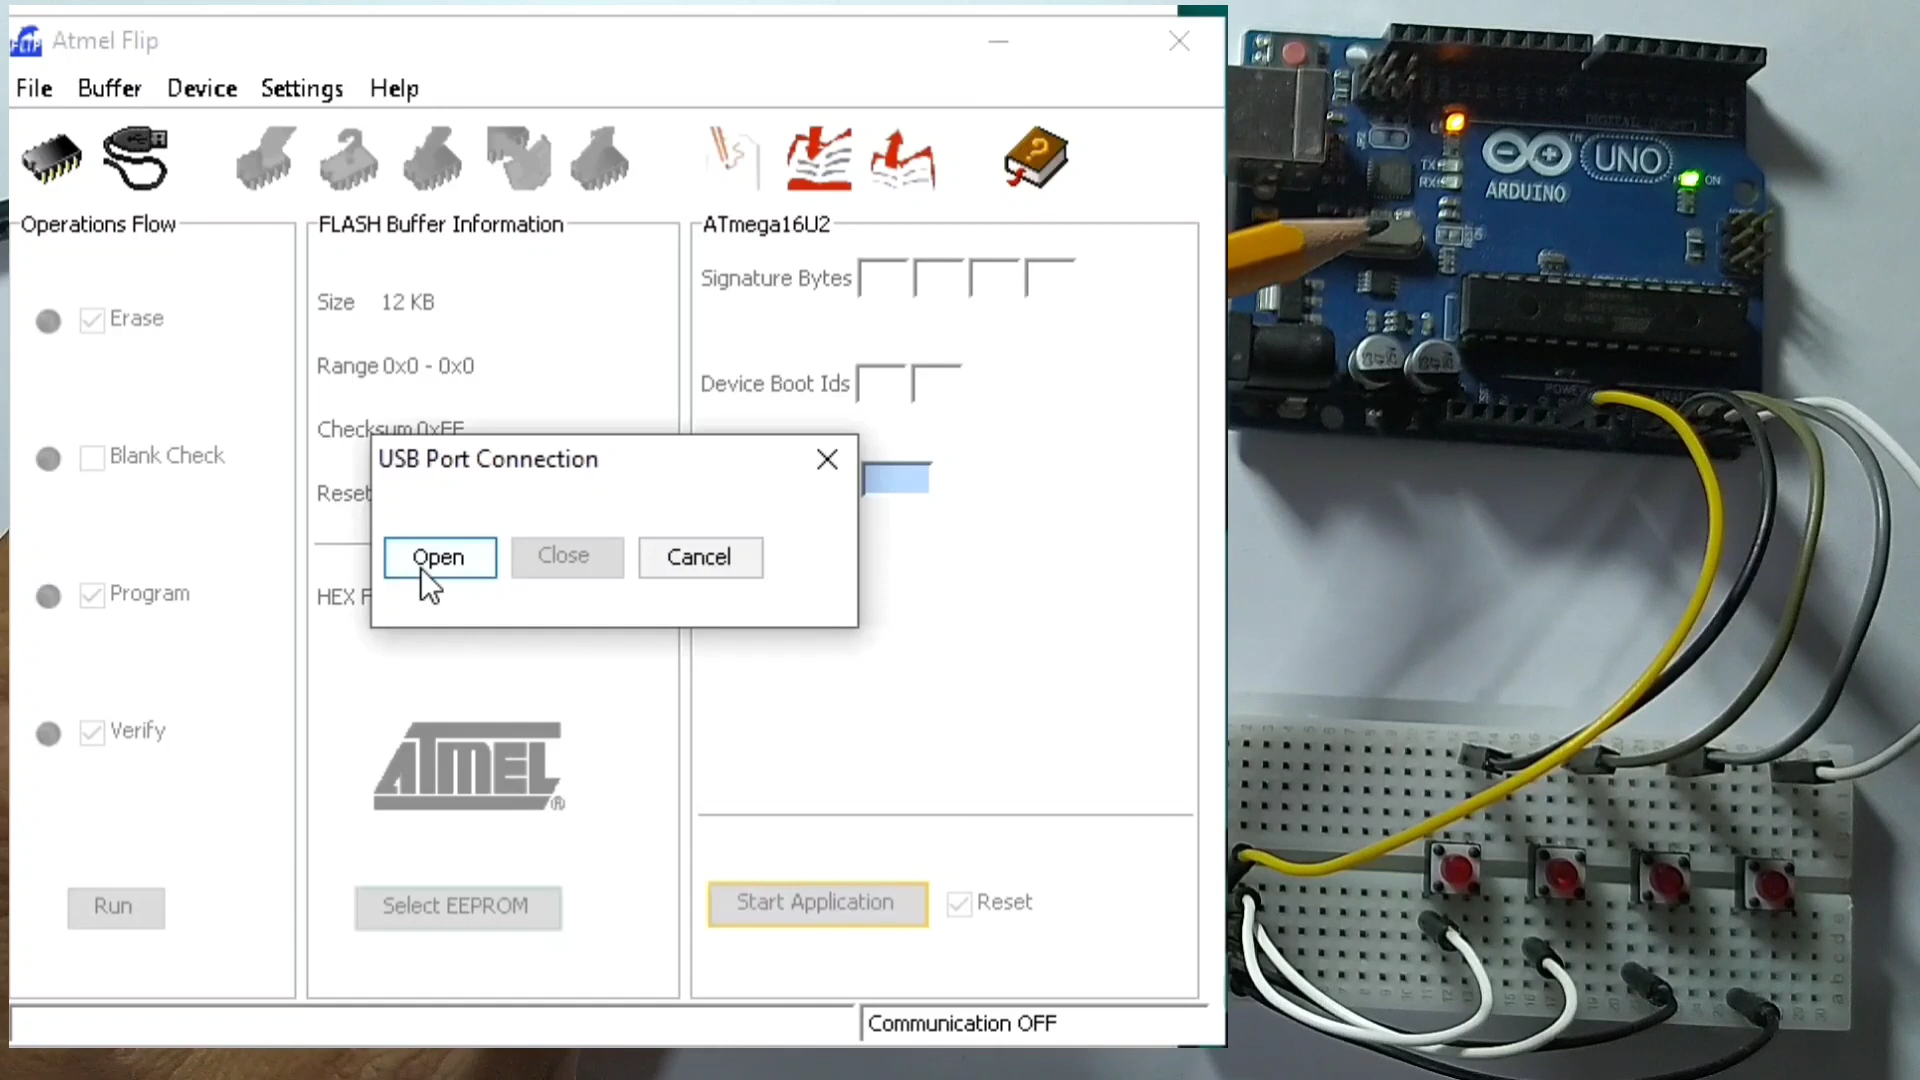 Atmel Flip
File Buffer Device Settings Help
Operations Flow
Erase
Blank Check
Program
Verify
Run
FLASH Buffer Information
Size 12 KB
Range 0x0 - 0x0
Checksum 0xFF
Reset
HEX F
ATMEL®
Select EEPROM
ATmega16U2
Signature Bytes
Device Boot Ids
Start Application
Reset
USB Port Connection
Open Close Cancel
Communication OFF
DIGITAL
TX
RX
UNO
ARDUINO
ON
POWER